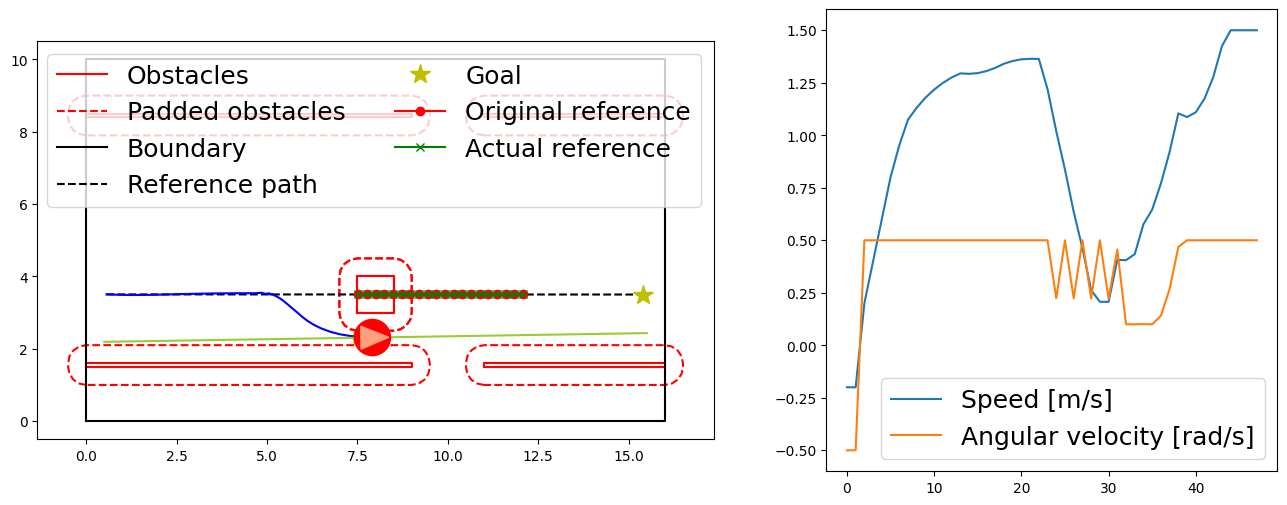 10
8
6
4
2
0
0.0 2.5 5.0 7.5 10.0 12.5 15.0
Obstacles
Padded obstacles
Boundary
Reference path
Goal
Original reference
Actual reference
1.50
1.25
1.00
0.75
0.50
0.25
0.00
−0.25
−0.50
0 10 20 30 40
Speed [m/s]
Angular velocity [rad/s]